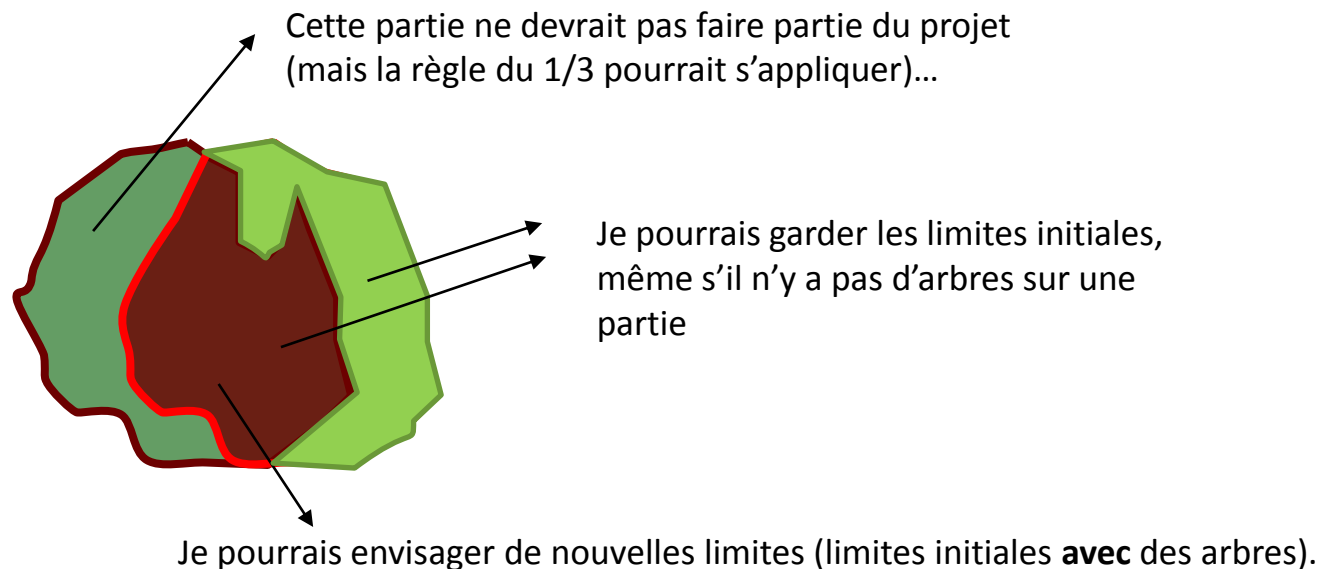 Cette partie ne devrait pas faire partie du projet
(mais la règle du 1/3 pourrait s’appliquer)…
Je pourrais garder les limites initiales,
même s’il n’y a pas d’arbres sur une
partie
Je pourrais envisager de nouvelles limites (limites initiales avec des arbres).